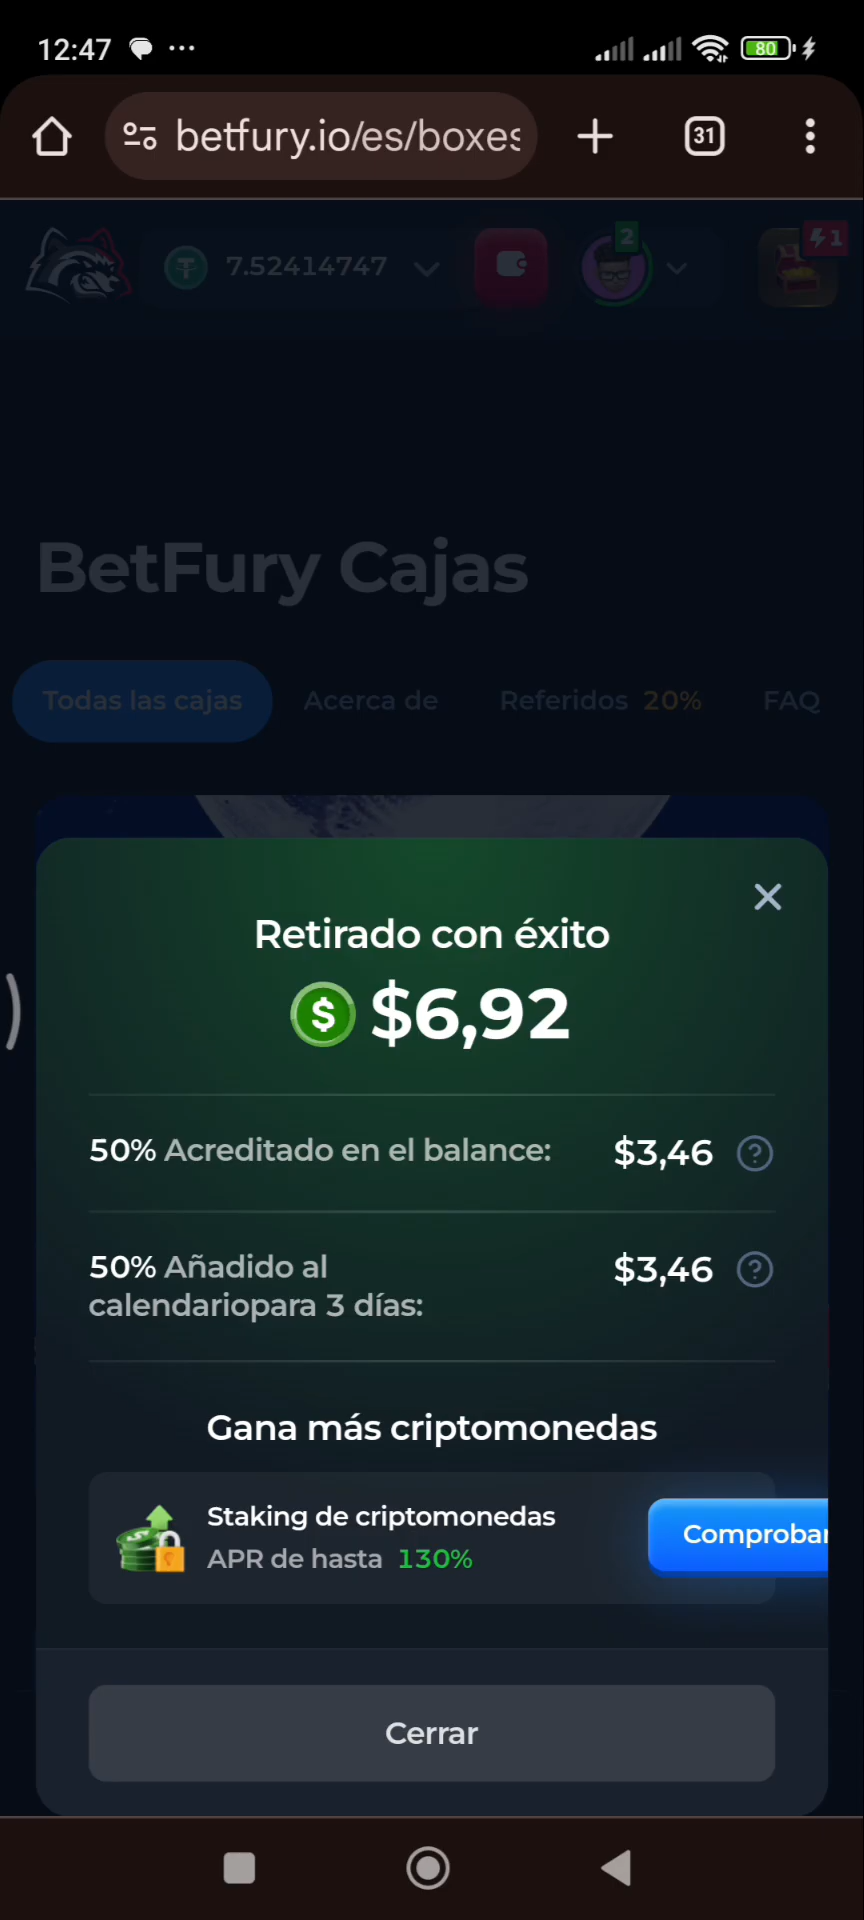 12:47
80
betfury.io/es/boxes
31
7.52414747
2
1
BetFury Cajas
Todas las cajas Acerca de Referidos 20% FAQ
Retirado con éxito
$6,92
50% Acreditado en el balance: $3,46
50% Añadido al $3,46
calendariopara 3 días:
Gana más criptomonedas
Staking de criptomonedas
APR de hasta 130%
Comprobar
Cerrar